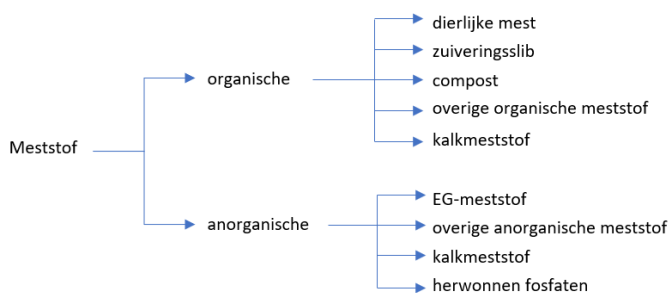 Meststof
organische
dierlijke mest
zuiveringsslib
compost
overige organische meststof
kalkmeststof
anorganische
EG-meststof
overige anorganische meststof
kalkmeststof
herwonnen fosfaten